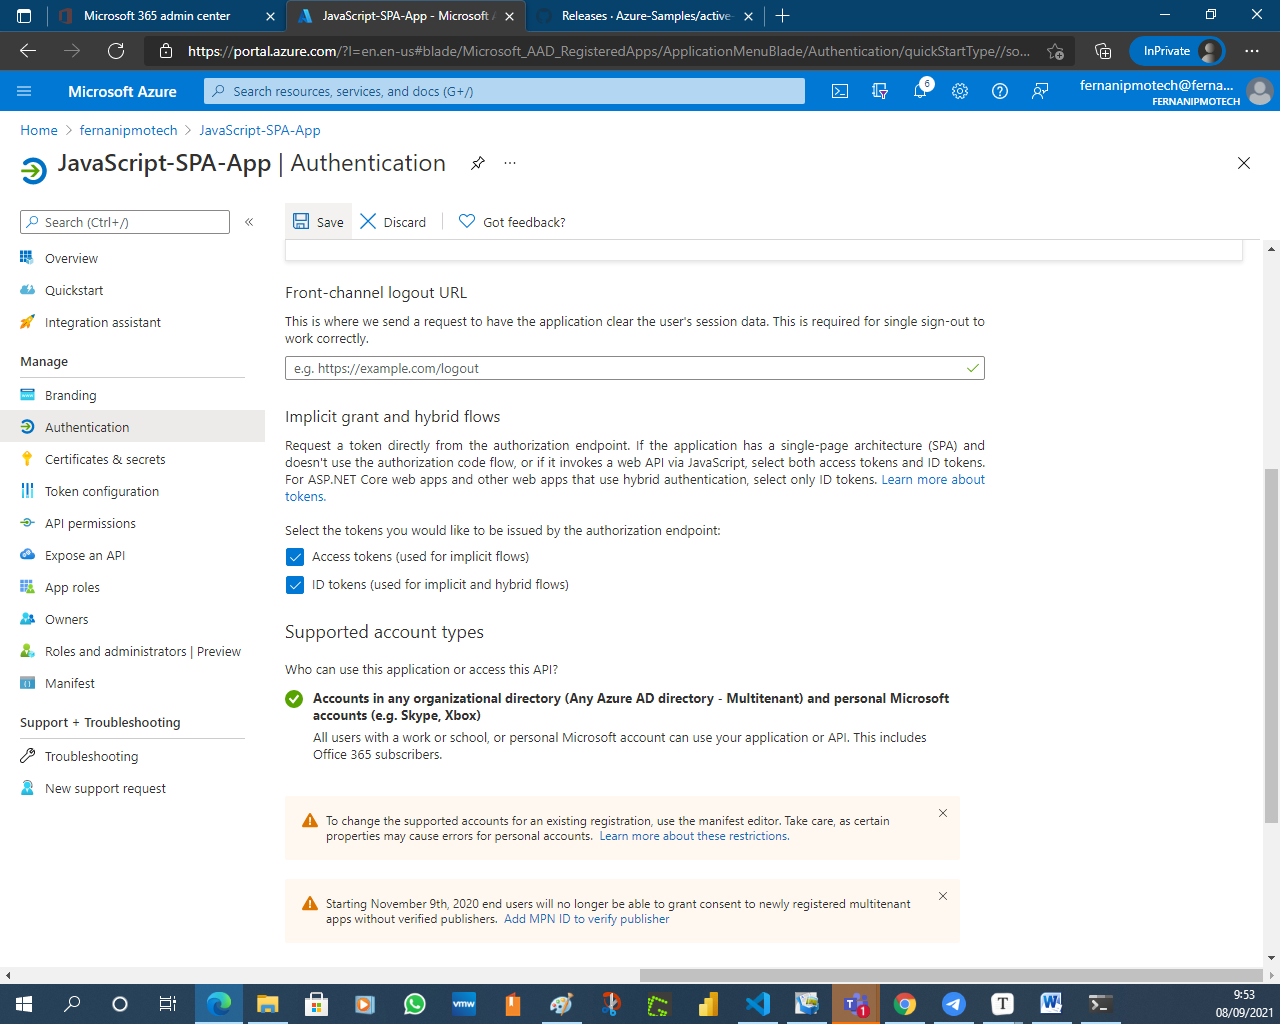 Microsoft 365 admin center
JavaScript-SPA-App - Microsoft A
Releases · Azure-Samples/active-
https://portal.azure.com/?l=en.en-us#blade/Microsoft_AAD_RegisteredApps/ApplicationMenuBlade/Authentication/quickStartType//so...
InPrivate
Microsoft Azure
Search resources, services, and docs (G+/)
6
fernanipmotech@ferna...
FERNANIPMOTECH
Home > fernanipmotech > JavaScript-SPA-App
JavaScript-SPA-App | Authentication
Search (Ctrl+/)
Save
Discard
Got feedback?
Overview
Quickstart
Integration assistant
Manage
Branding
Authentication
Certificates & secrets
Token configuration
API permissions
Expose an API
App roles
Owners
Roles and administrators | Preview
Manifest
Support + Troubleshooting
Troubleshooting
New support request
Front-channel logout URL
This is where we send a request to have the application clear the user's session data. This is required for single sign-out to
work correctly.
e.g. https://example.com/logout
Implicit grant and hybrid flows
Request a token directly from the authorization endpoint. If the application has a single-page architecture (SPA) and
doesn't use the authorization code flow, or if it invokes a web API via JavaScript, select both access tokens and ID tokens.
For ASP.NET Core web apps and other web apps that use hybrid authentication, select only ID tokens. Learn more about
tokens.
Select the tokens you would like to be issued by the authorization endpoint:
Access tokens (used for implicit flows)
ID tokens (used for implicit and hybrid flows)
Supported account types
Who can use this application or access this API?
Accounts in any organizational directory (Any Azure AD directory - Multitenant) and personal Microsoft
accounts (e.g. Skype, Xbox)
All users with a work or school, or personal Microsoft account can use your application or API. This includes
Office 365 subscribers.
To change the supported accounts for an existing registration, use the manifest editor. Take care, as certain
properties may cause errors for personal accounts. Learn more about these restrictions.
Starting November 9th, 2020 end users will no longer be able to grant consent to newly registered multitenant
apps without verified publishers. Add MPN ID to verify publisher
vmw
1
T
W
9:53
08/09/2021